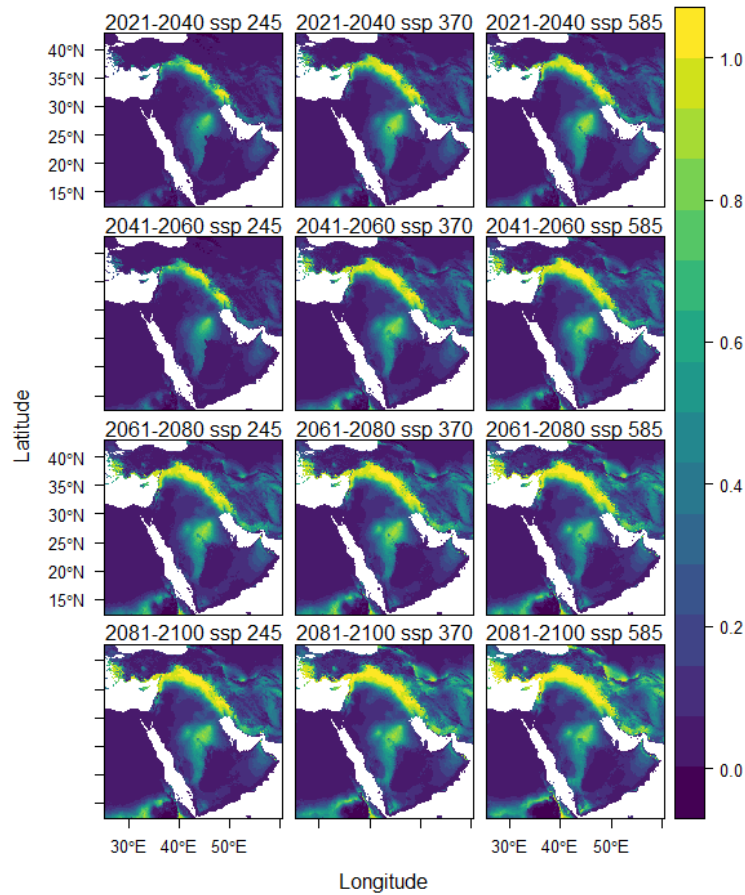 2021-2040 ssp 245 2021-2040 ssp 370 2021-2040 ssp 585
40°N
35°N
30°N
25°N
20°N
15°N
2041-2060 ssp 245 2041-2060 ssp 370 2041-2060 ssp 585
2061-2080 ssp 245 2061-2080 ssp 370 2061-2080 ssp 585
40°N
35°N
30°N
25°N
20°N
15°N
2081-2100 ssp 245 2081-2100 ssp 370 2081-2100 ssp 585
30°E 40°E 50°E 30°E 40°E 50°E
Longitude
Latitude
1.0
0.8
0.6
0.4
0.2
0.0